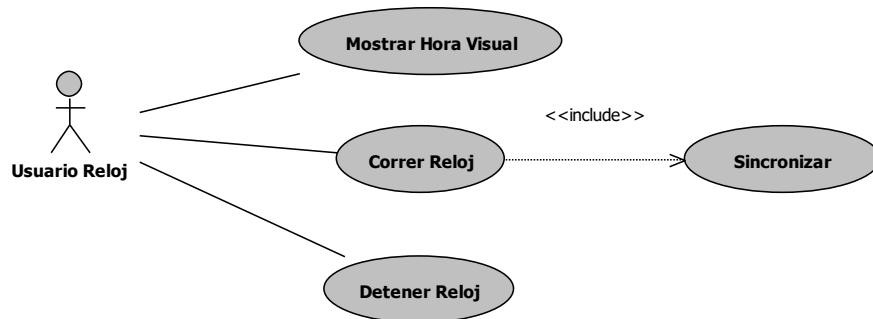 Mostrar Hora Visual
<<include>>
Usuario Reloj
Correr Reloj
Sincronizar
Detener Reloj